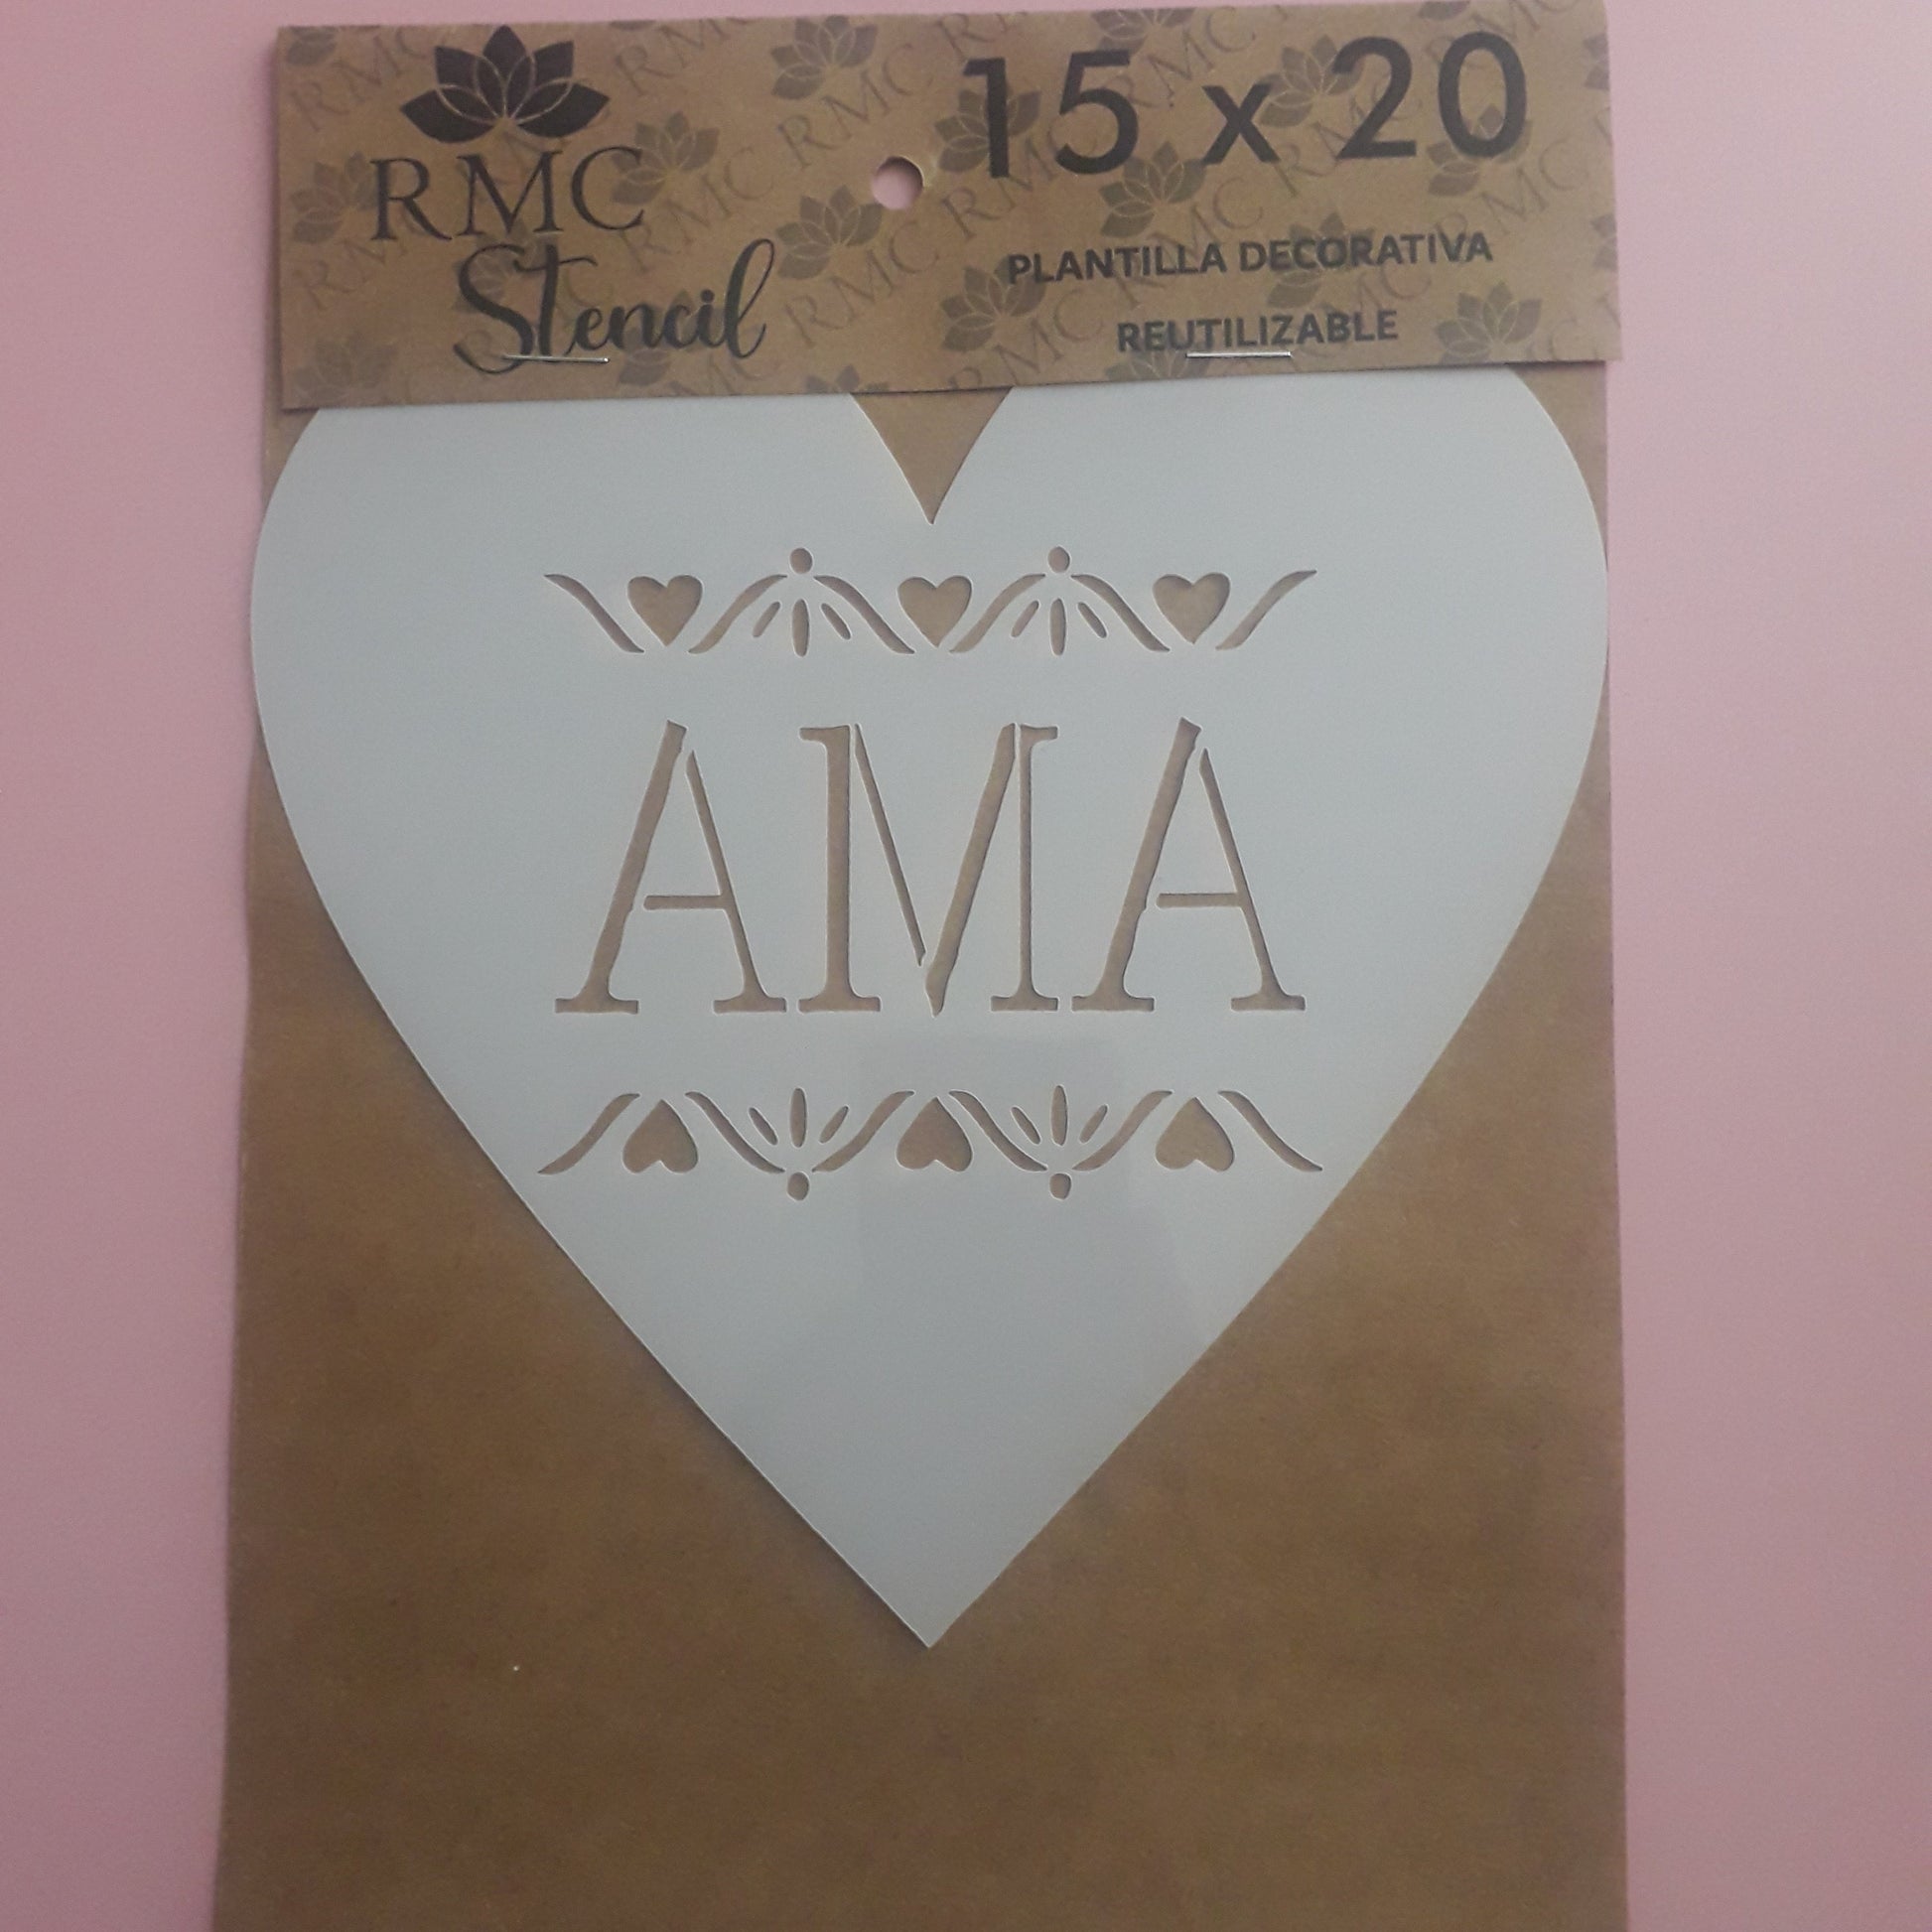 RMC
Stencil
15 x 20
PLANTILLA DECORATIVA
REUTILIZABLE
AMA